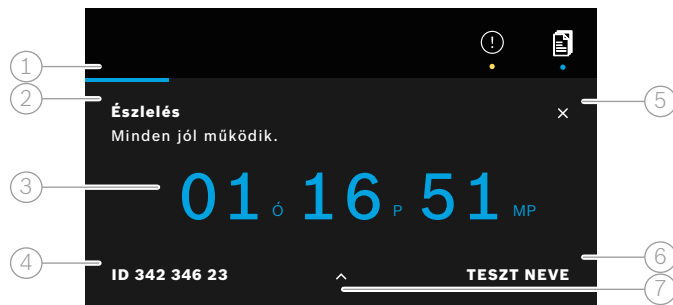 1
2
Észlelés
5
Minden jól működik.
3
01 Ó 16 P 51 MP
4
ID 342 346 23
TESZT NEVE
6
7